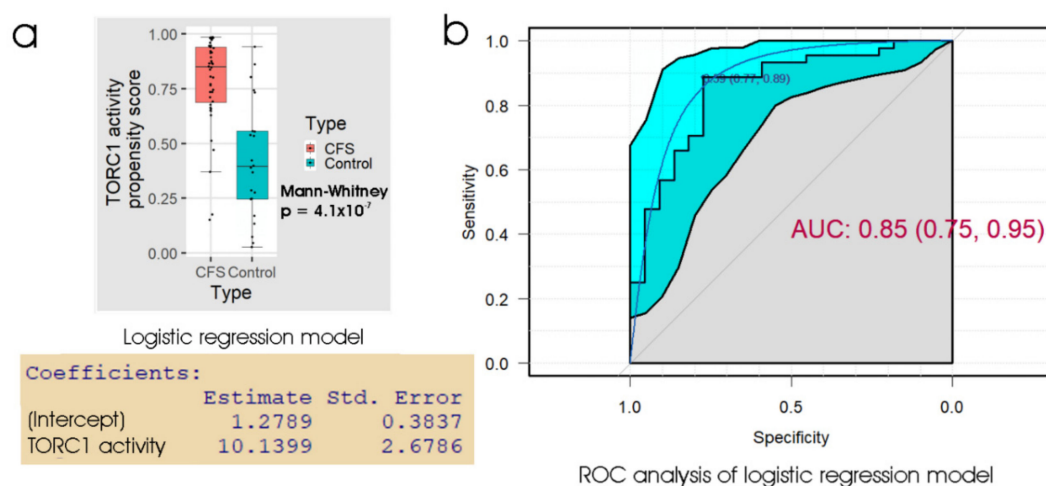 a
TORC1 activity
propensity score
1.00
0.75
0.50
0.25
0.00
CFS Control
Type
Type
CFS
Control
Mann-Whitney
p = 4.1x10⁻⁷
Logistic regression model
Coefficients:
Estimate Std. Error
(Intercept) 1.2789 0.3837
TORC1 activity 10.1399 2.6786
b
Sensitivity
1.0
0.8
0.6
0.4
0.2
0.0
(0.77, 0.89)
AUC: 0.85 (0.75, 0.95)
1.0 0.5 0.0
Specificity
ROC analysis of logistic regression model